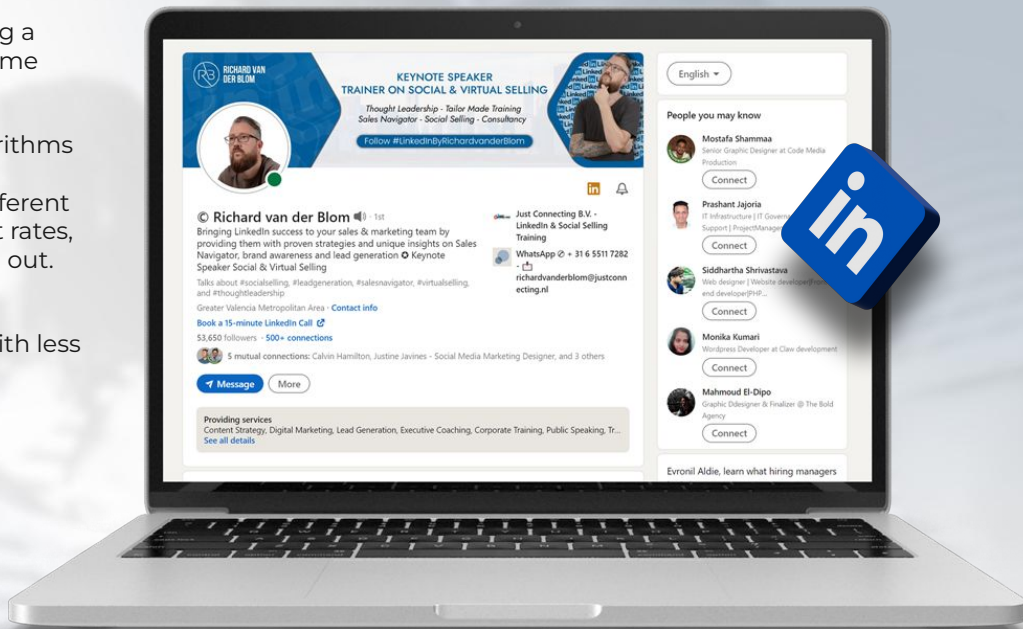 g a
me
rithms
ferent
t rates,
out.
ith less
RB
RICHARD VAN
DER BLOM
KEYNOTE SPEAKER
TRAINER ON SOCIAL & VIRTUAL SELLING
Thought Leadership - Tailor Made Training
Sales Navigator - Social Selling - Consultancy
Follow #LinkedInByRichardvanderBlom
in
© Richard van der Blom · 1st
Bringing LinkedIn success to your sales & marketing team by
providing them with proven strategies and unique insights on Sales
Navigator, brand awareness and lead generation ✪ Keynote
Speaker Social & Virtual Selling
Talks about #socialselling, #leadgeneration, #salesnavigator, #virtualselling,
and #thoughtleadership
Greater Valencia Metropolitan Area · Contact info
Book a 15-minute LinkedIn Call
53,650 followers · 500+ connections
5 mutual connections: Calvin Hamilton, Justine Javines - Social Media Marketing Designer, and 3 others
Message
More
Providing services
Content Strategy, Digital Marketing, Lead Generation, Executive Coaching, Corporate Training, Public Speaking, Tr...
See all details
Just Connecting B.V. -
LinkedIn & Social Selling
Training
WhatsApp ✆ + 31 6 5511 7282
- 📩
richardvanderblom@justconn
ecting.nl
English
People you may know
Mostafa Shammaa
Senior Graphic Designer at Code Media
Production
Connect
Prashant Jajoria
IT Infrastructure | IT Govern
Support | ProjectManager
Connect
Siddhartha Shrivastava
Web designer | Website developer
end developer|PHP...
Connect
Monika Kumari
Wordpress Developer at Claw development
Connect
Mahmoud El-Dipo
Graphic Ddesigner & Finalizer @ The Bold
Agency
Connect
Evronil Aldie, learn what hiring managers
in